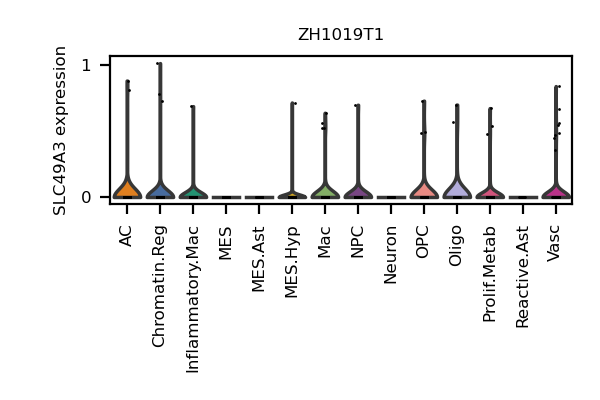 ZH1019T1
SLC49A3 expression
1
0
AC
Chromatin.Reg
Inflammatory.Mac
MES
MES.Ast
MES.Hyp
Mac
NPC
Neuron
OPC
Oligo
Prolif.Metab
Reactive.Ast
Vasc